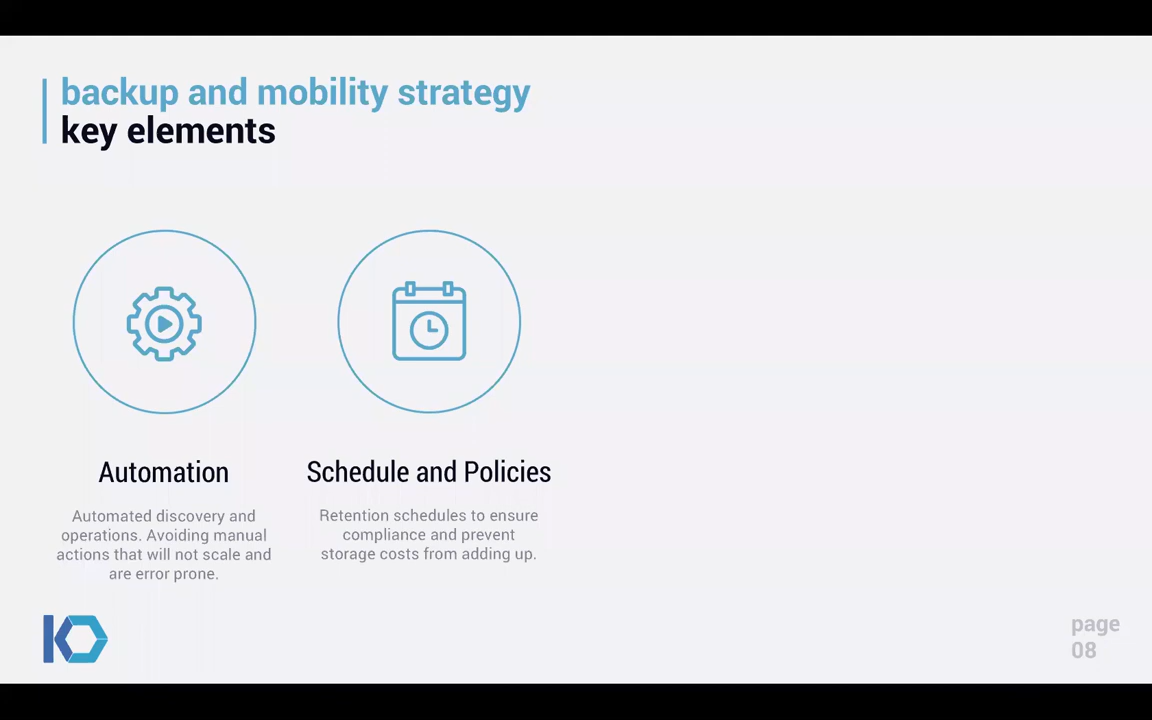 backup and mobility strategy
key elements
Automation
Automated discovery and
operations. Avoiding manual
actions that will not scale and
are error prone.
Schedule and Policies
Retention schedules to ensure
compliance and prevent
storage costs from adding up.
page
08